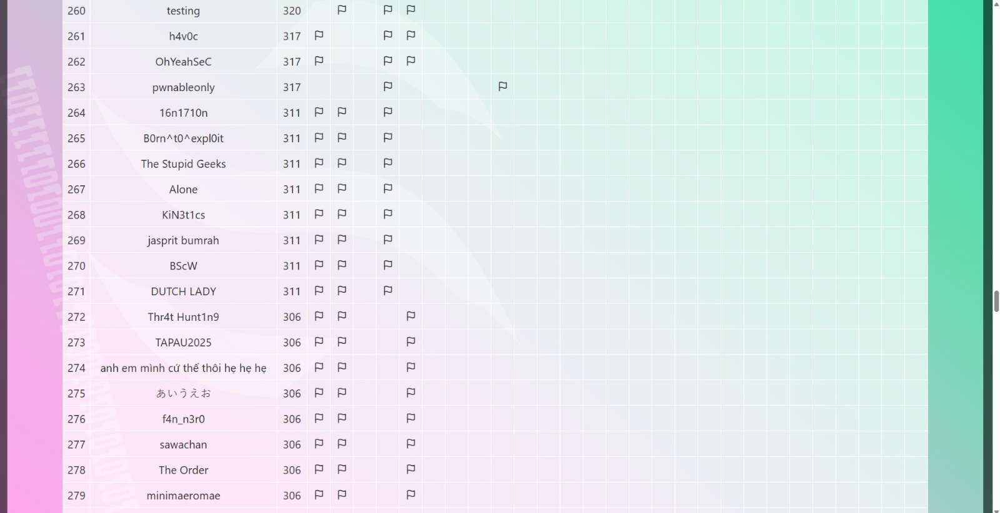 260 testing 320
261 h4v0c 317
262 OhYeahSeC 317
263 pwnableonly 317
264 16n1710n 311
265 B0rn^t0^expl0it 311
266 The Stupid Geeks 311
267 Alone 311
268 KiN3t1cs 311
269 jasprit bumrah 311
270 BScW 311
271 DUTCH LADY 311
272 Thr4t Hunt1n9 306
273 TAPAU2025 306
274 anh em mình cứ thế thôi hẹ hẹ hẹ 306
275 あいうえお 306
276 f4n_n3r0 306
277 sawachan 306
278 The Order 306
279 minimaeromae 306